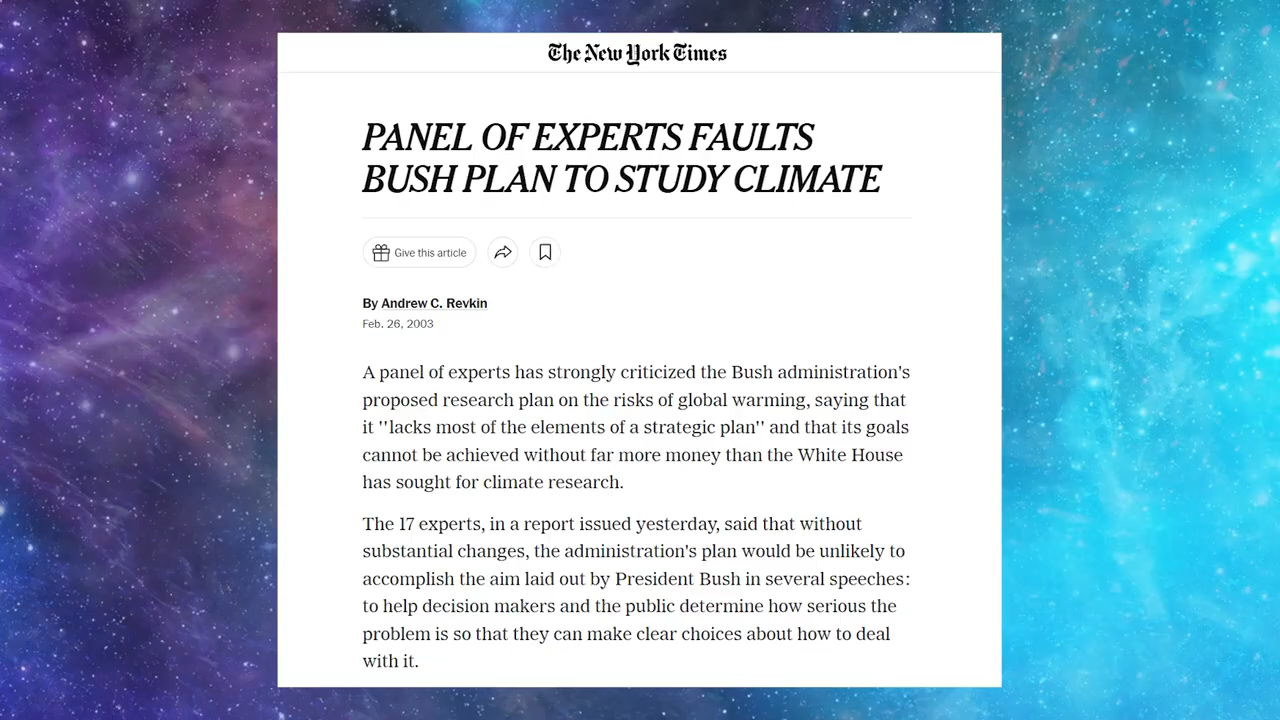 The New York Times
PANEL OF EXPERTS FAULTS
BUSH PLAN TO STUDY CLIMATE
Give this article
By Andrew C. Revkin
Feb. 26, 2003
A panel of experts has strongly criticized the Bush administration's
proposed research plan on the risks of global warming, saying that
it ''lacks most of the elements of a strategic plan'' and that its goals
cannot be achieved without far more money than the White House
has sought for climate research.
The 17 experts, in a report issued yesterday, said that without
substantial changes, the administration's plan would be unlikely to
accomplish the aim laid out by President Bush in several speeches:
to help decision makers and the public determine how serious the
problem is so that they can make clear choices about how to deal
with it.